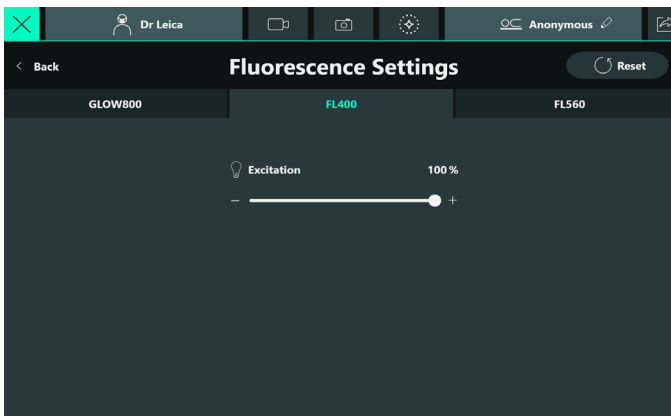 Dr Leica
Anonymous
Back
Fluorescence Settings
Reset
GLOW800
FL400
FL560
Excitation
100 %